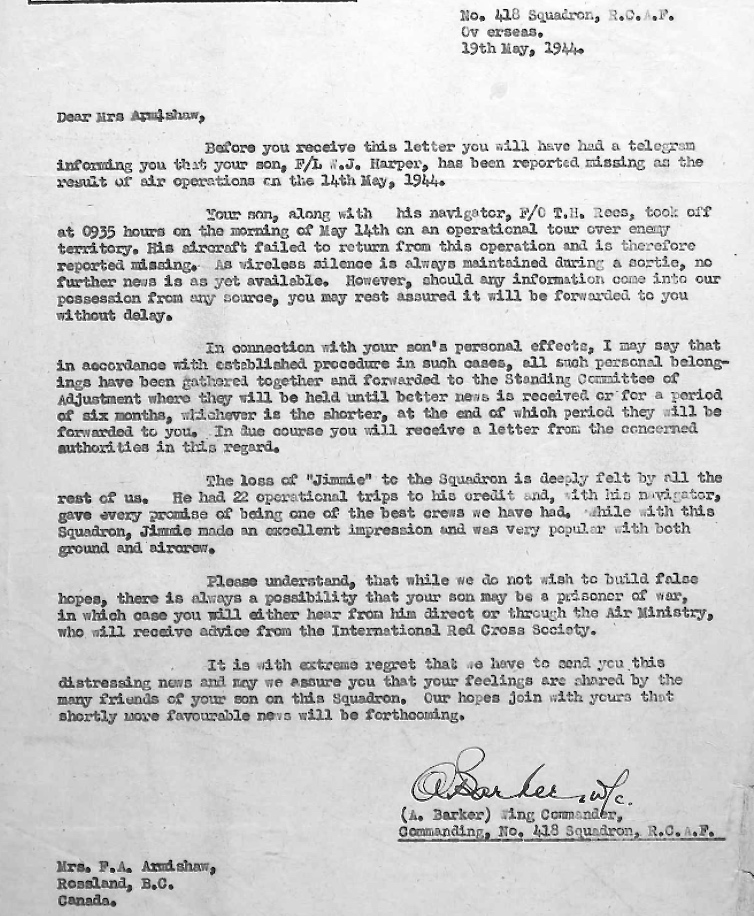 No. 418 Squadron, R.C.A.F.
Ov erseas.
19th May, 1944.
Dear Mrs Armishaw,
Before you receive this letter you will have had a telegram
informing you that your son, F/L W.J. Harper, has been reported missing as the
result of air operations on the 14th May, 1944.
Your son, along with his navigator, F/O T.H. Rees, took off
at 0935 hours on the morning of May 14th on an operational tour over enemy
territory. His aircraft failed to return from this operation and is therefore
reported missing. As wireless silence is always maintained during a sortie, no
further news is as yet available. However, should any information come into our
possession from any source, you may rest assured it will be forwarded to you
without delay.
In connection with your son's personal effects, I may say that
in accordance with established procedure in such cases, all such personal belong-
ings have been gathered together and forwarded to the Standing Committee of
Adjustment where they will be held until better news is received or for a period
of six months, whichever is the shorter, at the end of which period they will be
forwarded to you. In due course you will receive a letter from the concerned
authorities in this regard.
The loss of "Jimmie" to the Squadron is deeply felt by all the
rest of us. He had 22 operational trips to his credit and, with his navigator,
gave every promise of being one of the best crews we have had. While with this
Squadron, Jimmie made an excellent impression and was very popular with both
ground and aircrew.
Please understand, that while we do not wish to build false
hopes, there is always a possibility that your son may be a prisoner of war,
in which case you will either hear from him direct or through the Air Ministry,
who will receive advice from the International Red Cross Society.
It is with extreme regret that we have to send you this
distressing news and may we assure you that your feelings are shared by the
many friends of your son on this Squadron. Our hopes join with yours that
shortly more favourable news will be forthcoming.
A Barker, W/C.
(A. Barker) Wing Commander,
Commanding, No. 418 Squadron, R.C.A.F.
Mrs. F.A. Armishaw,
Rossland, B.C.
Canada.